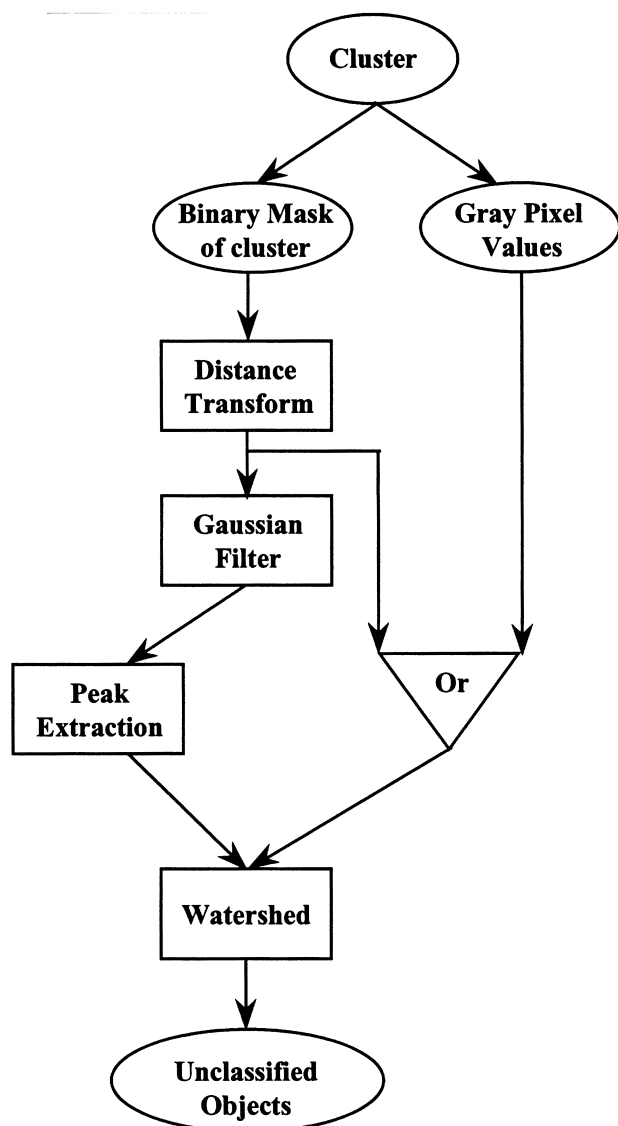 Cluster
Binary Mask
of cluster
Gray Pixel
Values
Distance
Transform
Gaussian
Filter
Peak
Extraction
Or
Watershed
Unclassified
Objects